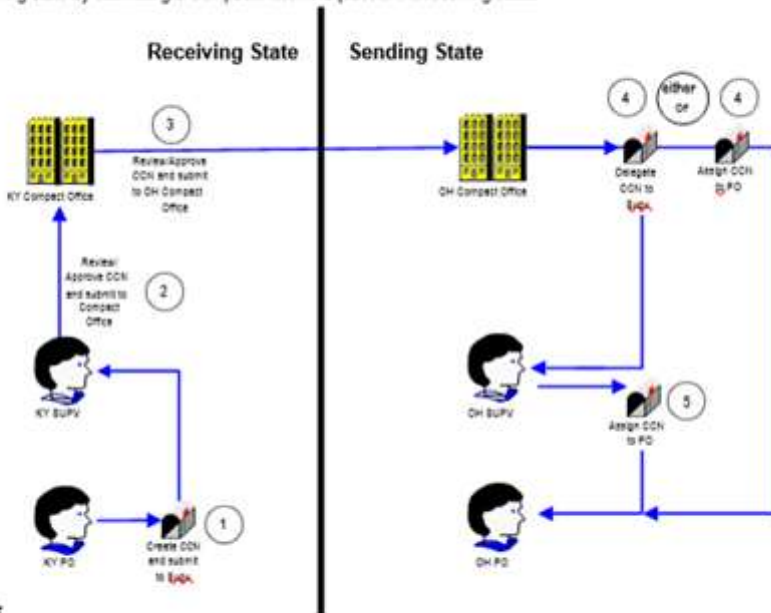 Receiving State
Sending State
4
either
or
4
3
Review/Approve
CCN and submit
to OH Compact
Office
KY Compact Office
OH Compact Office
Delegate
CCN to
Assign CCN
to PO
Review/
Approve CCN
and submit to
Compact
Office
2
KY SUPV
OH SUPV
Assign CCN
to PO
5
KY PO
Create CCN
and submit
to
1
OH PO